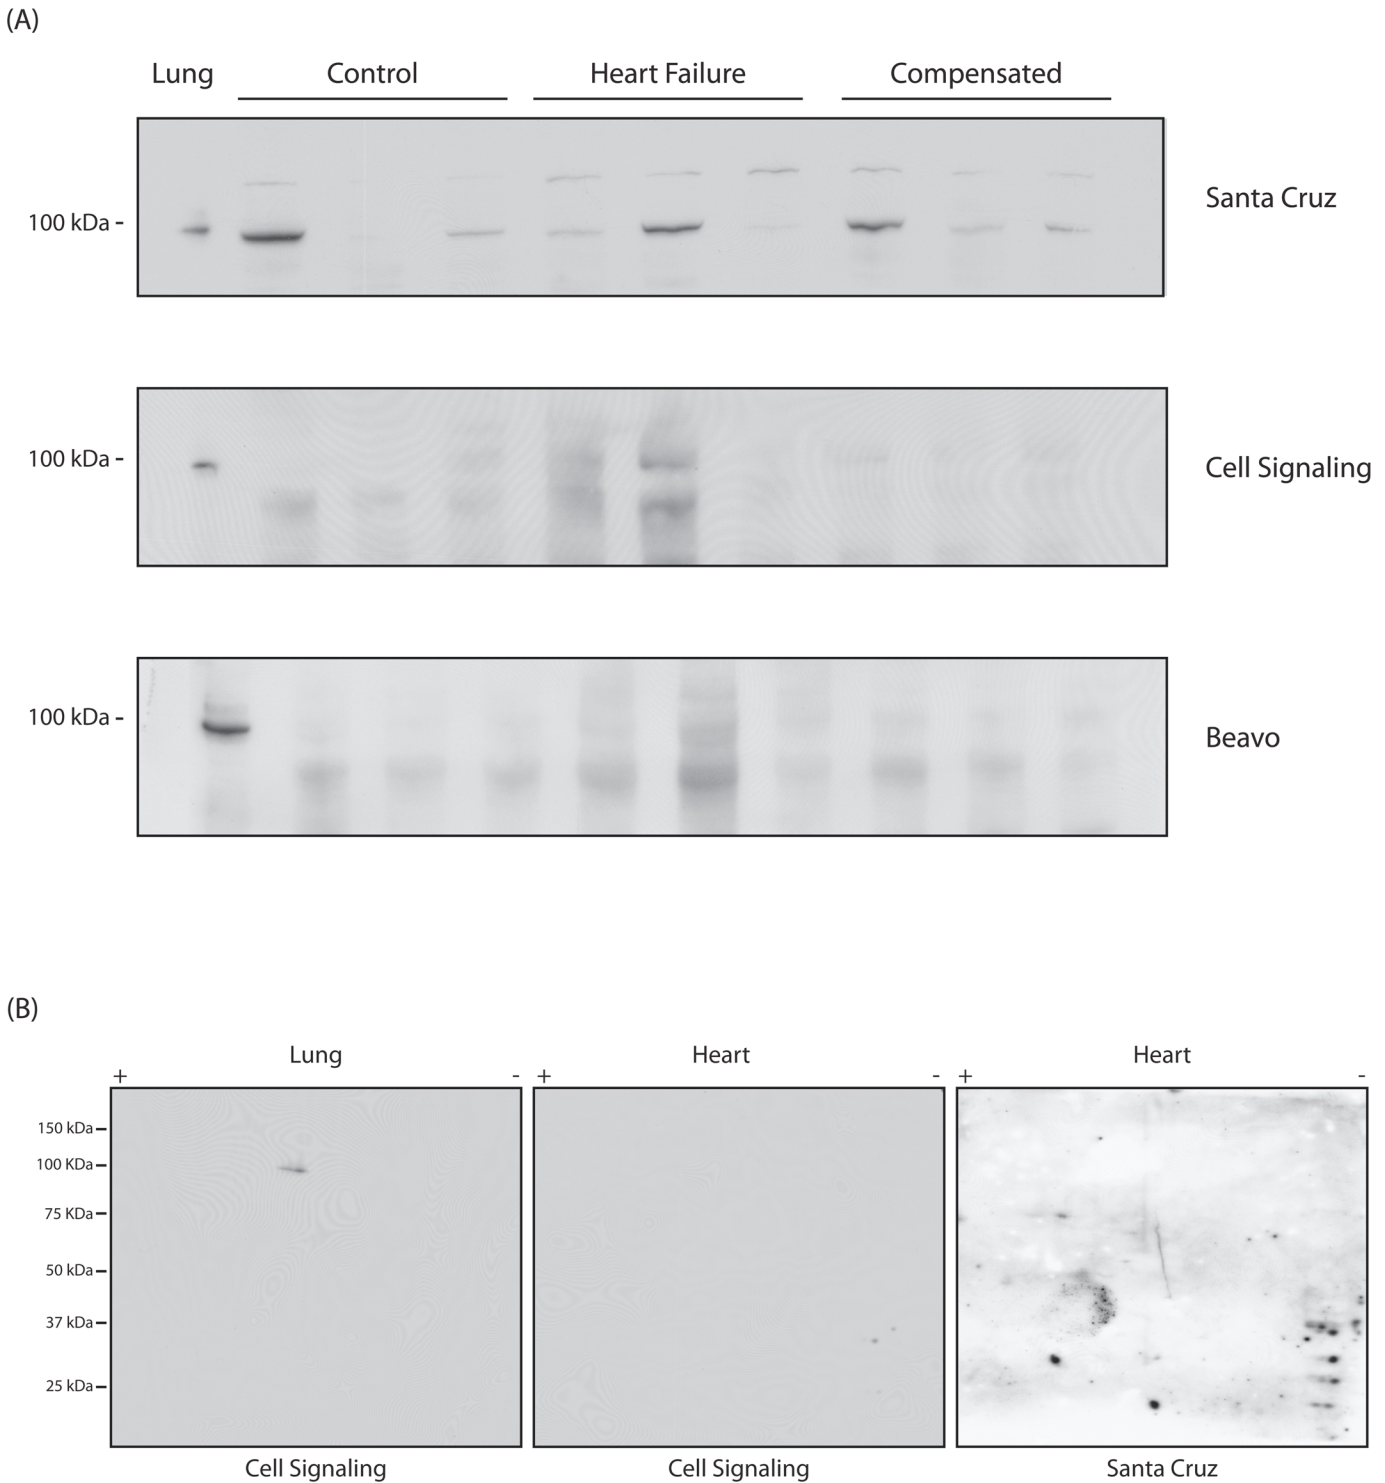 (A)
Lung Control Heart Failure Compensated
100 kDa -
Santa Cruz
100 kDa -
Cell Signaling
100 kDa -
Beavo
(B)
Lung Heart Heart
+ - + - + -
150 kDa
100 KDa
75 KDa
50 kDa
37 kDa
25 kDa
Cell Signaling Cell Signaling Santa Cruz